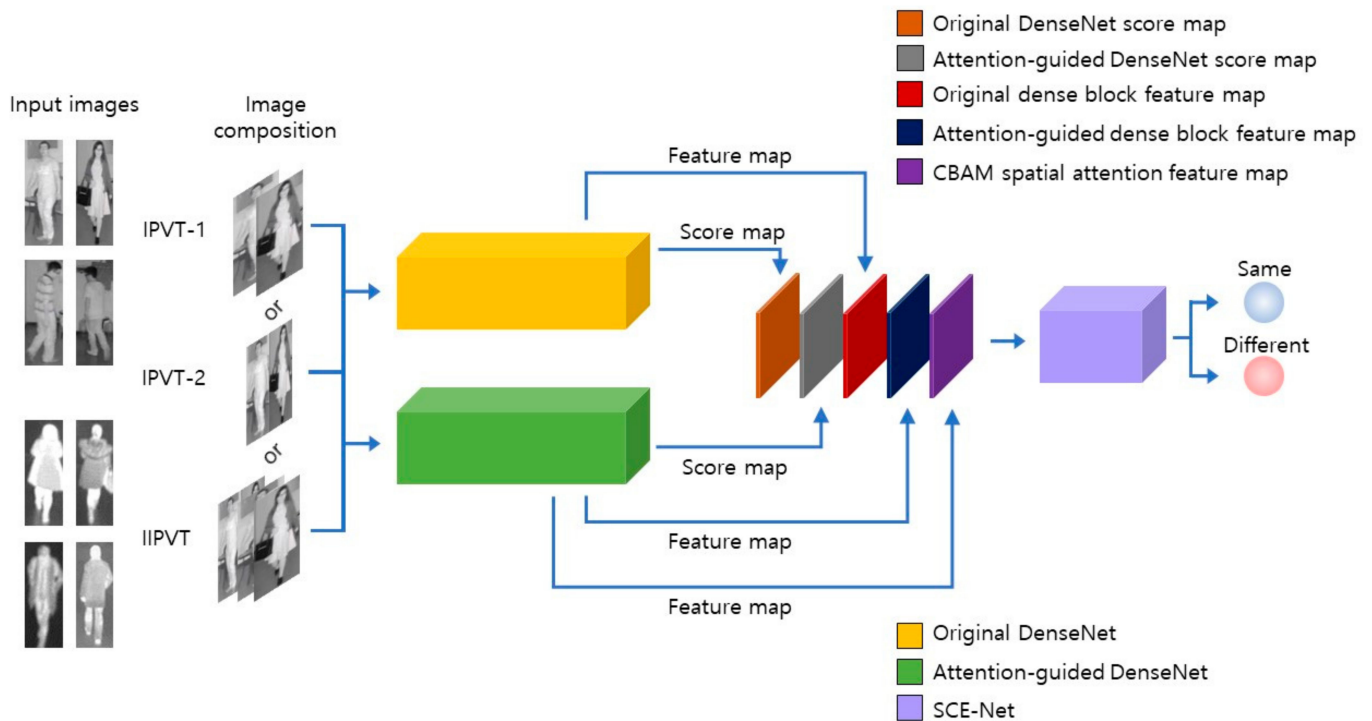 Original DenseNet score map
Attention-guided DenseNet score map
Original dense block feature map
Attention-guided dense block feature map
CBAM spatial attention feature map
Input images
Image
composition
IPVT-1
or
IPVT-2
or
IIPVT
Feature map
Score map
Score map
Feature map
Feature map
Same
Different
Original DenseNet
Attention-guided DenseNet
SCE-Net